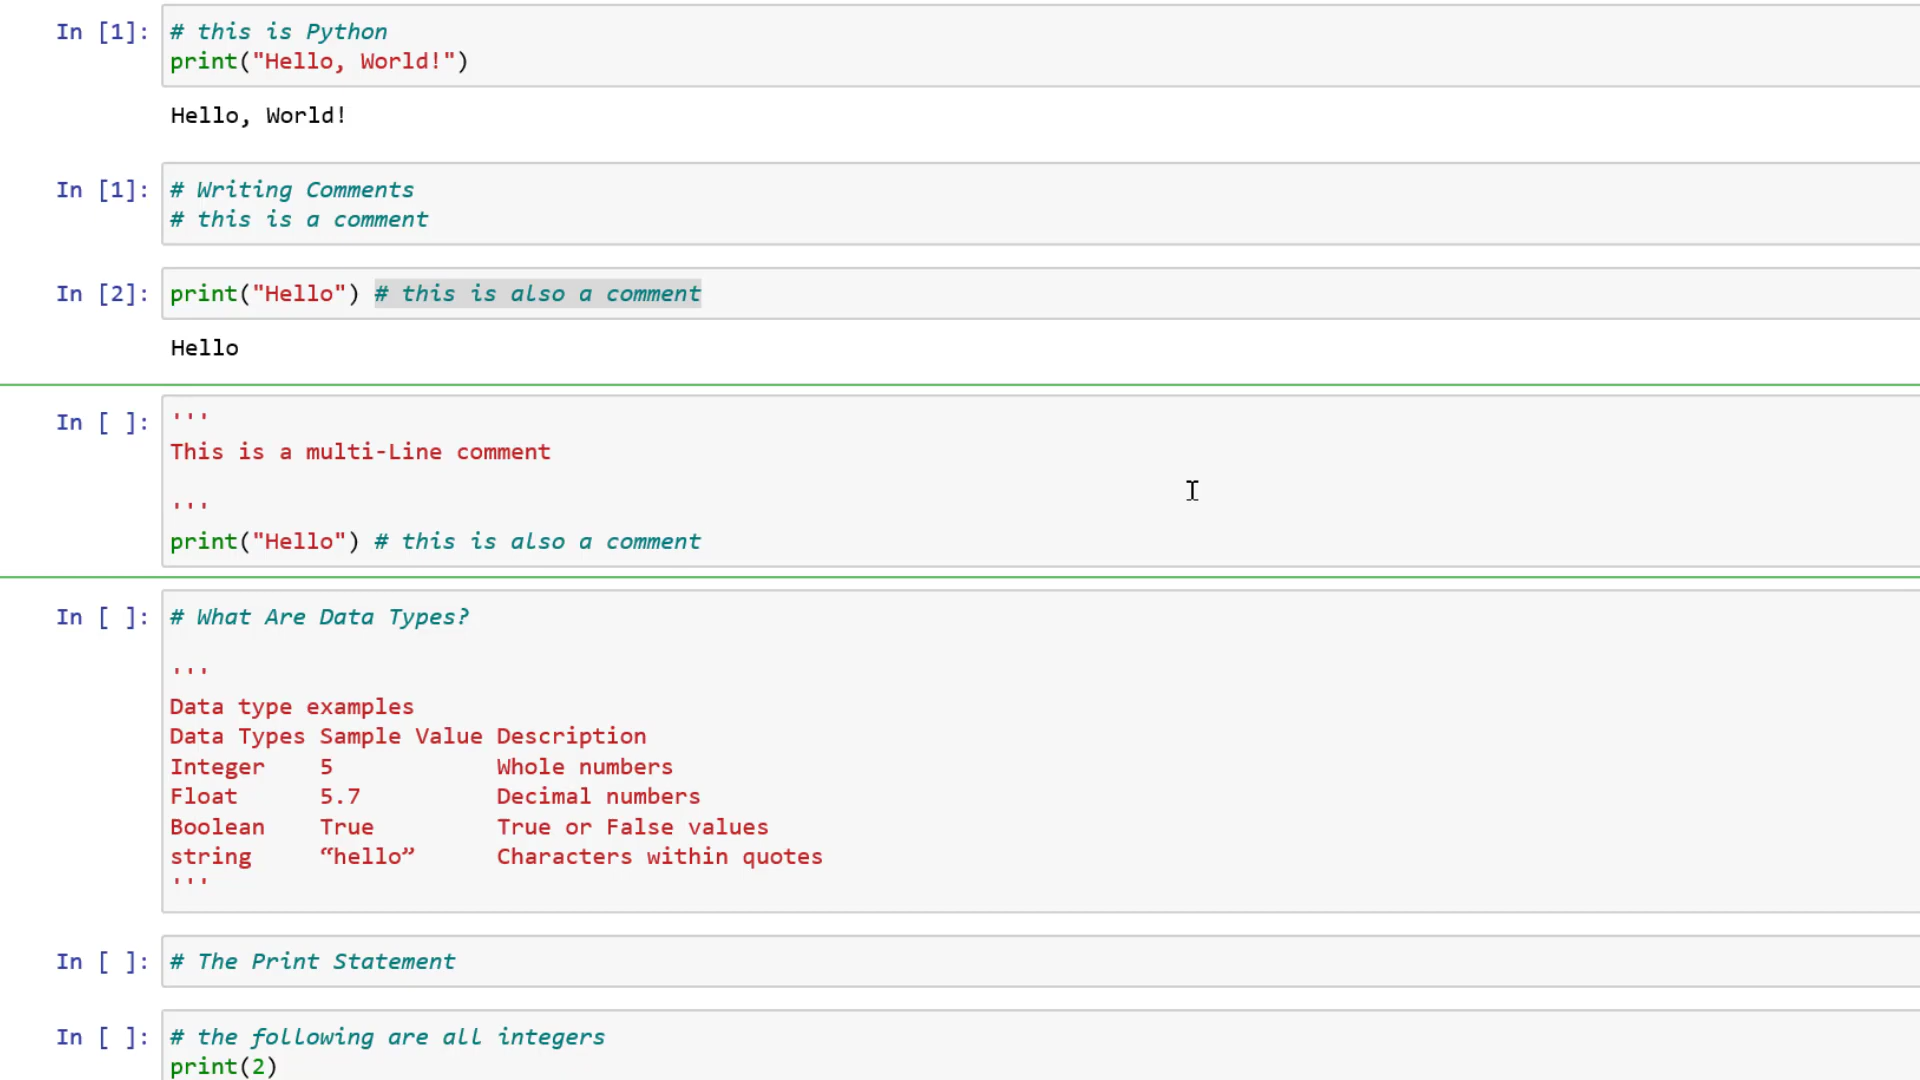 In [1]: # this is Python
print("Hello, World!")
Hello, World!
In [1]: # Writing Comments
# this is a comment
In [2]: print("Hello") # this is also a comment
Hello
In [ ]: '''
This is a multi-Line comment
'''
print("Hello") # this is also a comment
In [ ]: # What Are Data Types?
'''
Data type examples
Data Types Sample Value Description
Integer    5            Whole numbers
Float      5.7          Decimal numbers
Boolean    True         True or False values
string     “hello”      Characters within quotes
'''
In [ ]: # The Print Statement
In [ ]: # the following are all integers
print(2)